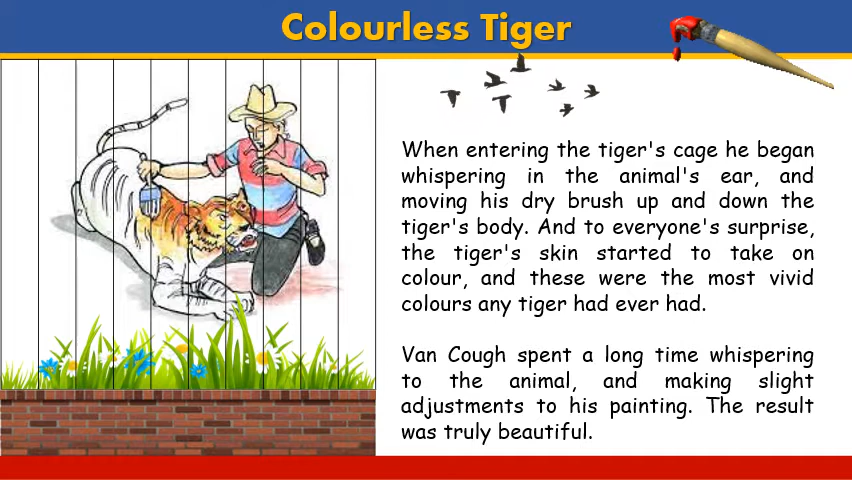 Colourless Tiger
When entering the tiger's cage he began
whispering in the animal's ear, and
moving his dry brush up and down the
tiger's body. And to everyone's surprise,
the tiger's skin started to take on
colour, and these were the most vivid
colours any tiger had ever had.
Van Cough spent a long time whispering
to the animal, and making slight
adjustments to his painting. The result
was truly beautiful.